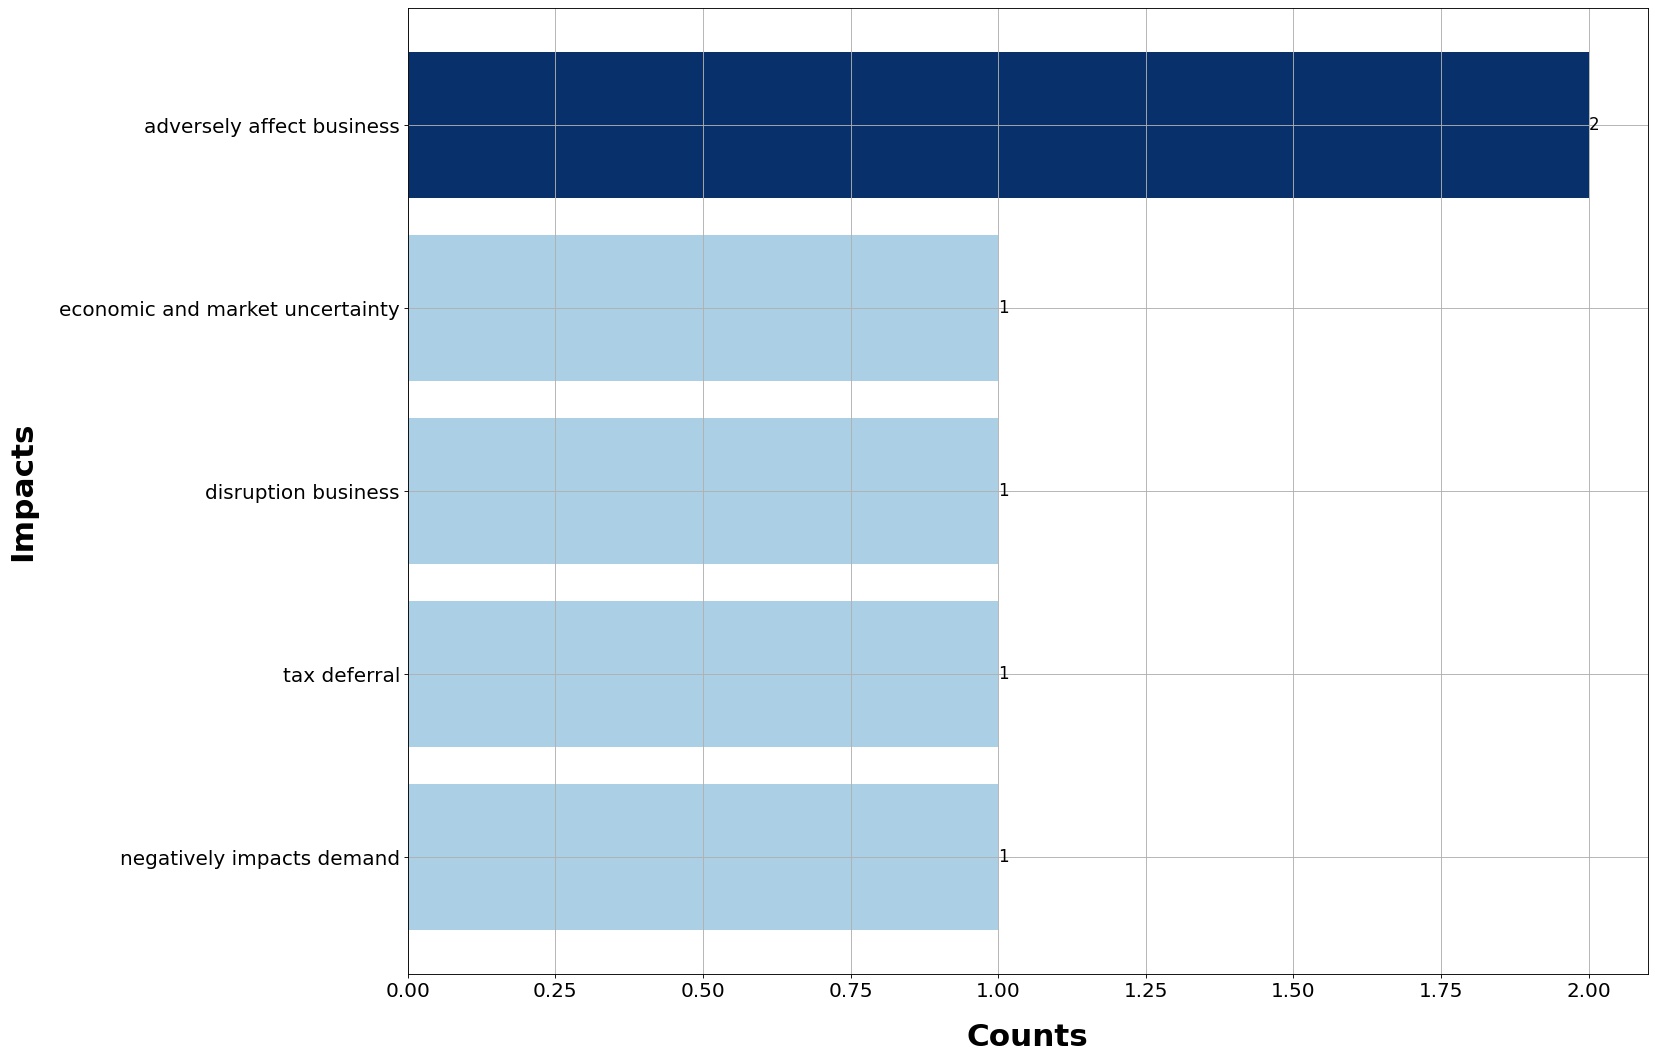 adversely affect business
2
economic and market uncertainty
1
disruption business
1
tax deferral
1
negatively impacts demand
1
Impacts
0.00 0.25 0.50 0.75 1.00 1.25 1.50 1.75 2.00
Counts